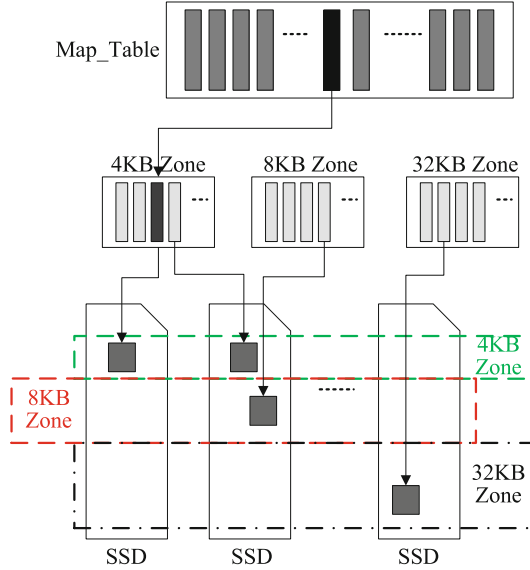 Map_Table
4KB Zone
8KB Zone
32KB Zone
4KB
Zone
8KB
Zone
32KB
Zone
SSD
SSD
SSD